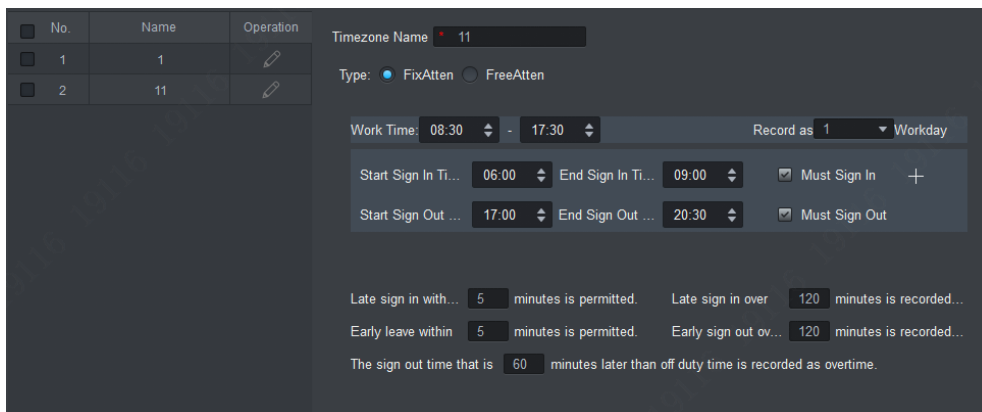 No. Name Operation
1 1
2 11
Timezone Name * 11
Type: FixAtten FreeAtten
Work Time: 08:30 - 17:30 Record as 1 Workday
Start Sign In Ti... 06:00 End Sign In Ti... 09:00 Must Sign In +
Start Sign Out ... 17:00 End Sign Out ... 20:30 Must Sign Out
Late sign in with... 5 minutes is permitted. Late sign in over 120 minutes is recorded...
Early leave within 5 minutes is permitted. Early sign out ov... 120 minutes is recorded...
The sign out time that is 60 minutes later than off duty time is recorded as overtime.
19116 19116
19116 19116